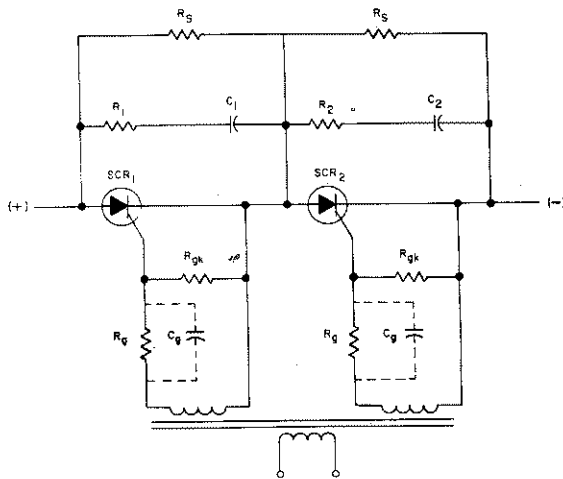 R_S R_S
R_1 C_1 R_2 C_2
SCR_1 SCR_2
(+) (-)
R_gk R_gk
R_g C_g R_g C_g